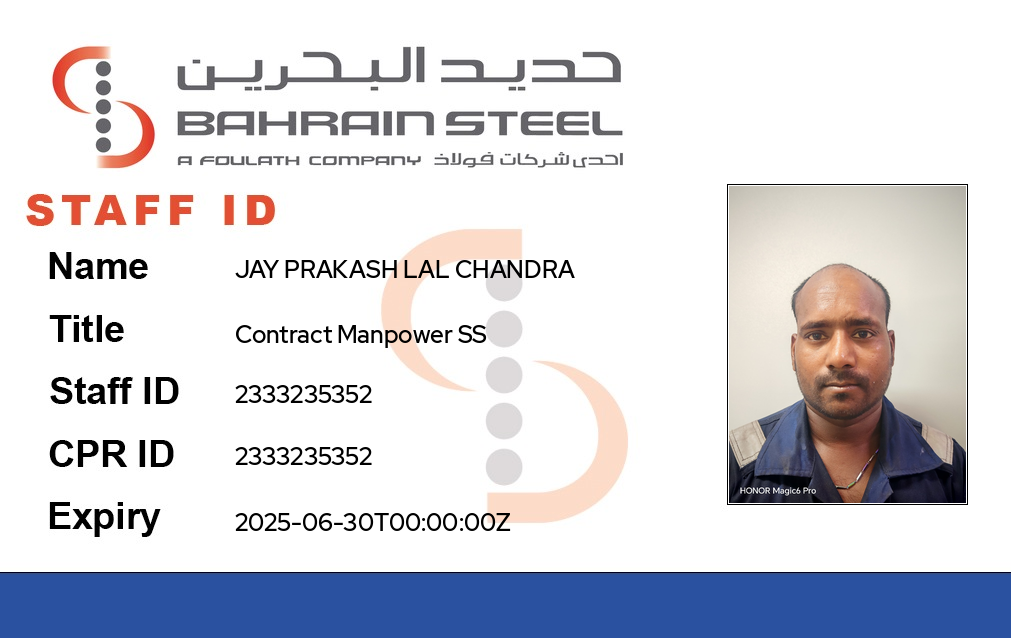 حديد البحرين
BAHRAIN STEEL
A FOULATH COMPANY احدى شركات فولاذ
STAFF ID
Name JAY PRAKASH LAL CHANDRA
Title Contract Manpower SS
Staff ID 2333235352
CPR ID 2333235352
Expiry 2025-06-30T00:00:00Z
HONOR Magic6 Pro